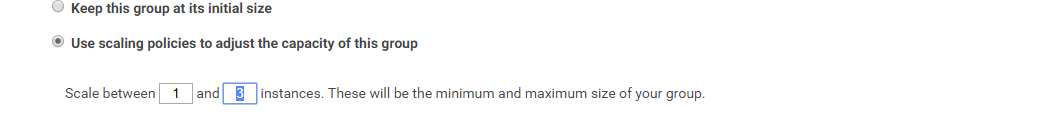 Keep this group at its initial size
Use scaling policies to adjust the capacity of this group
Scale between 1 and 3 instances. These will be the minimum and maximum size of your group.